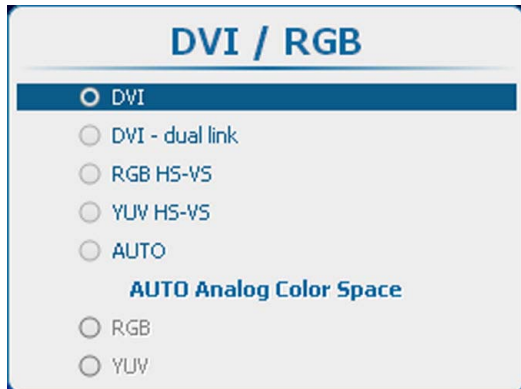 DVI / RGB
DVI
DVI - dual link
RGB HS-VS
YUV HS-VS
AUTO
AUTO Analog Color Space
RGB
YUV